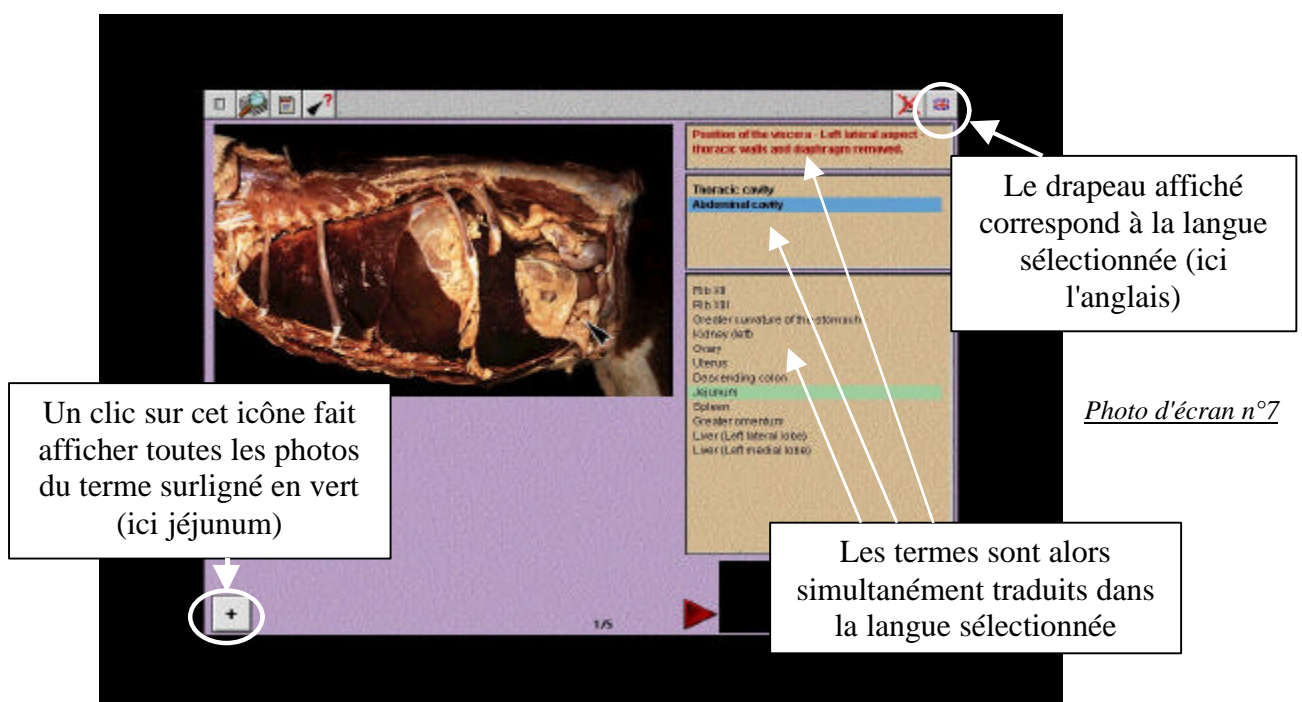 Position of the viscera - Left lateral aspect -
thoracic walls and diaphragm removed.
Thoracic cavity
Abdominal cavity
Le drapeau affiché
correspond à la langue
sélectionnée (ici
l'anglais)
Rib XII
Rib XIII
Greater curvature of the stomach
Kidney (left)
Ovary
Uterus
Descending colon
Jejunum
Spleen
Greater omentum
Liver (Left lateral lobe)
Liver (Left medial lobe)
Un clic sur cet icône fait
afficher toutes les photos
du terme surligné en vert
(ici jéjunum)
Photo d'écran n°7
Les termes sont alors
simultanément traduits dans
la langue sélectionnée
+
1/5
?